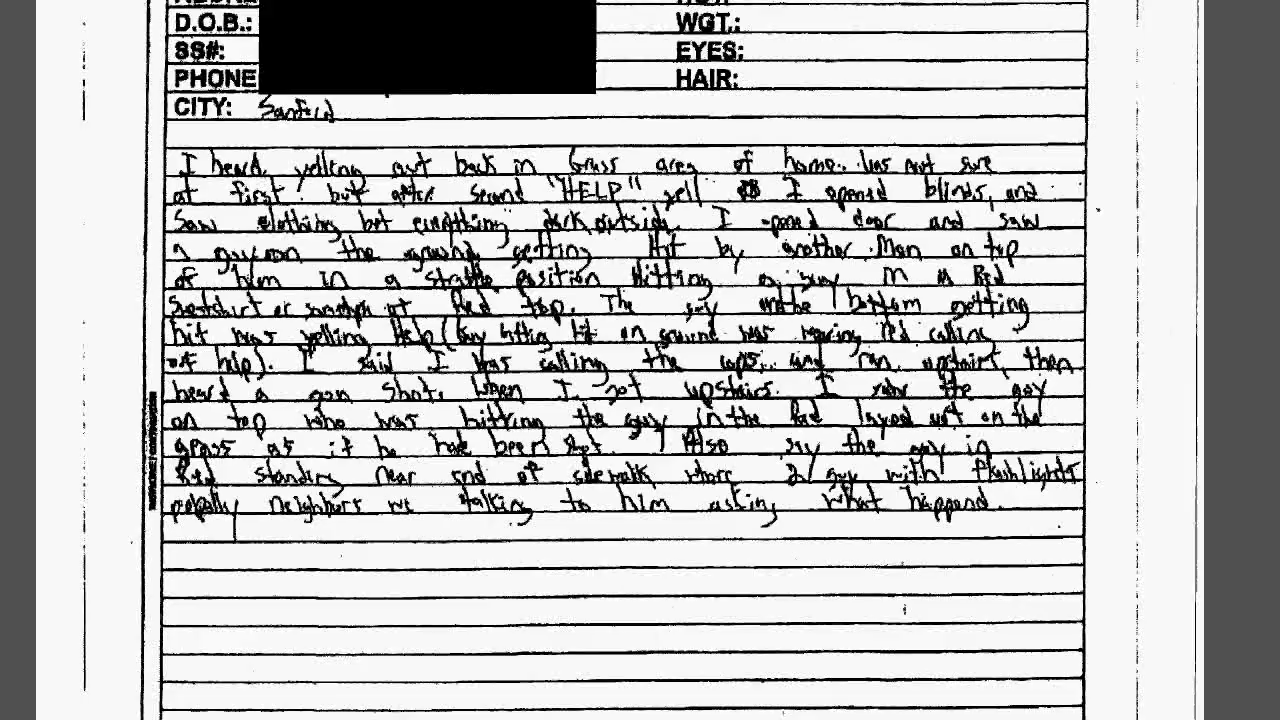 D.O.B.: WGT.:
SS#: EYES:
PHONE HAIR:
CITY: Sanford
I heard yelling out back in Grass area of home. Was not sure
at first. but after second "HELP" yell I opened blinds, and
saw clothing but everything dark outside. I opened door and saw
a guy on the ground getting Hit by another Man on top
of him in a straddle position Hitting a guy in a Red
Sweatshirt or Red top. The guy on the bottom getting
hit was yelling Help (Guy getting hit on ground was wearing red calling
out help). I said I was calling the cops. and ran upstairs, then
heard a gun shot, When I got upstairs. I saw the guy
on top who was hitting the guy in the Red layed out on the
grass as if he had been shot. Also the guy in
Red standing near end of sidewalk where 2 guy with flashlights
neighbors talking to him asking what happend.